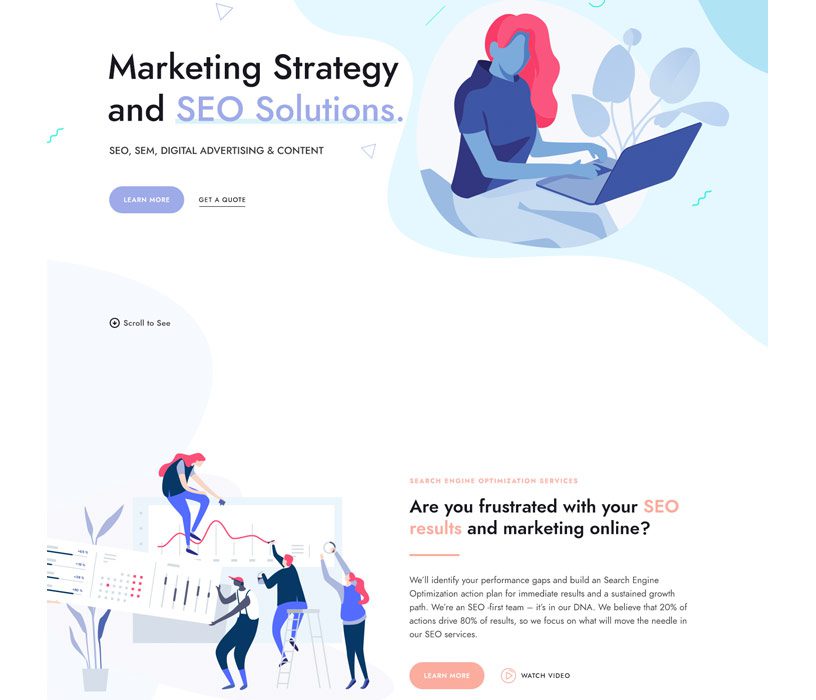 Marketing Strategy
and SEO Solutions.
SEO, SEM, DIGITAL ADVERTISING & CONTENT
LEARN MORE
GET A QUOTE
Scroll to See
SEARCH ENGINE OPTIMIZATION SERVICES
Are you frustrated with your SEO
results and marketing online?
We'll identify your performance gaps and build an Search Engine
Optimization action plan for immediate results and a sustained growth
path. We're an SEO -first team – it's in our DNA. We believe that 20% of
actions drive 80% of results, so we focus on what will move the needle in
our SEO services.
LEARN MORE
WATCH VIDEO